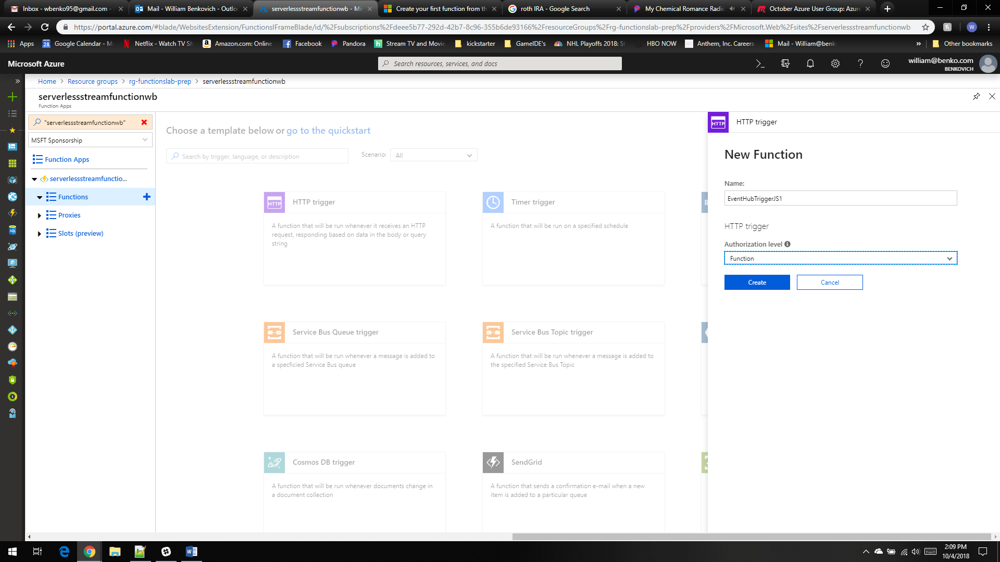 Inbox - wbenko95@gmail.com -
Mail - William Benkovich - Outlo
serverlessstreamfunctionwb - Mi
Create your first function from th
roth IRA - Google Search
My Chemical Romance Radio
October Azure User Group: Azure
https://portal.azure.com/#blade/WebsitesExtension/FunctionsIFrameBlade/id/%2Fsubscriptions%2Fdeee5b77-292d-42b7-8c96-355b6de93166%2FresourceGroups%2Frg-functionslab-prep%2Fproviders%2FMicrosoft.Web%2Fsites%2Fserverlessstreamfunctionwb
W
Apps
28
Google Calendar - M
Netflix - Watch TV Sh
Amazon.com: Online
Facebook
Pandora
Stream TV and Movie
kickstarter
GameIDE's
NHL Playoffs 2018: St
HBO NOW
Anthem, Inc. Careers
Mail - William@benk
Other bookmarks
Microsoft Azure
Search resources, services, and docs
william@benko.com
BENKOVICH
Home > Resource groups > rg-functionslab-prep > serverlessstreamfunctionwb
serverlessstreamfunctionwb
Function Apps
"serverlessstreamfunctionwb"
MSFT Sponsorship
Function Apps
serverlessstreamfunctio...
Functions
Proxies
Slots (preview)
Choose a template below or go to the quickstart
Search by trigger, language, or description
Scenario:
All
HTTP
HTTP trigger
A function that will be run whenever it receives an HTTP
request, responding based on data in the body or query
string
Timer trigger
A function that will be run on a specified schedule
Service Bus Queue trigger
A function that will be run whenever a message is added to
a specficied Service Bus queue
Service Bus Topic trigger
A function that will be run whenever a message is added to
the specified Service Bus Topic
Cosmos DB trigger
A function that will be run whenever documents change in
a document collection
SendGrid
A function that sends a confirmation e-mail when a new
item is added to a particular queue
HTTP
HTTP trigger
New Function
Name:
EventHubTriggerJS1
HTTP trigger
Authorization level
Function
Create
Cancel
2:09 PM
10/4/2018